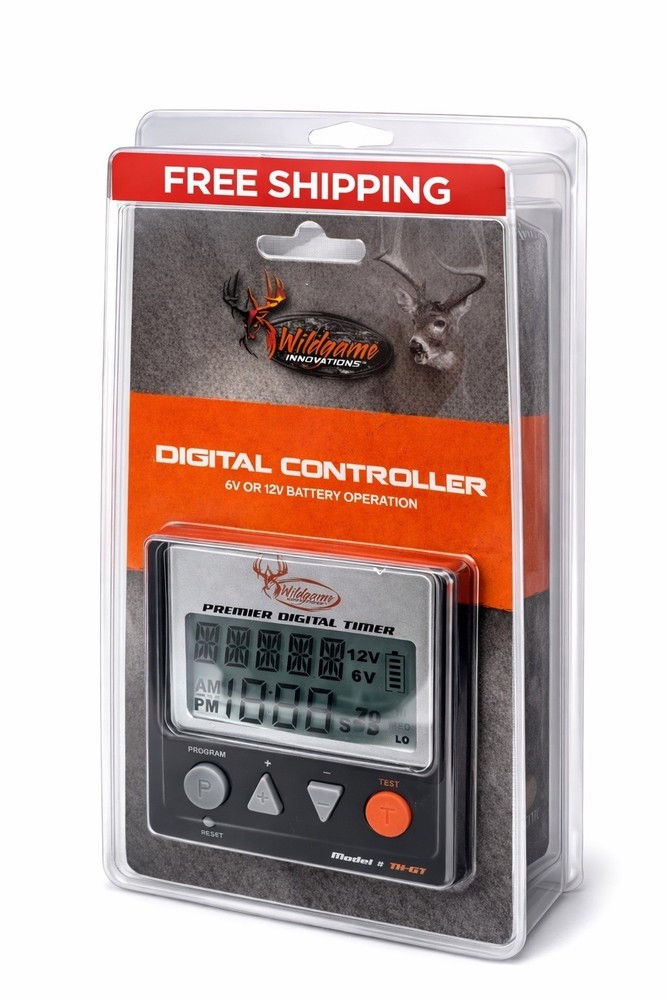 FREE SHIPPING
Wildgame
INNOVATIONS™
DIGITAL CONTROLLER
6V OR 12V BATTERY OPERATION
Wildgame
PREMIER DIGITAL TIMER
12V
6V
AM
PM
LO
PROGRAM
+
-
TEST
P
+
-
T
RESET
Model # TH-GT